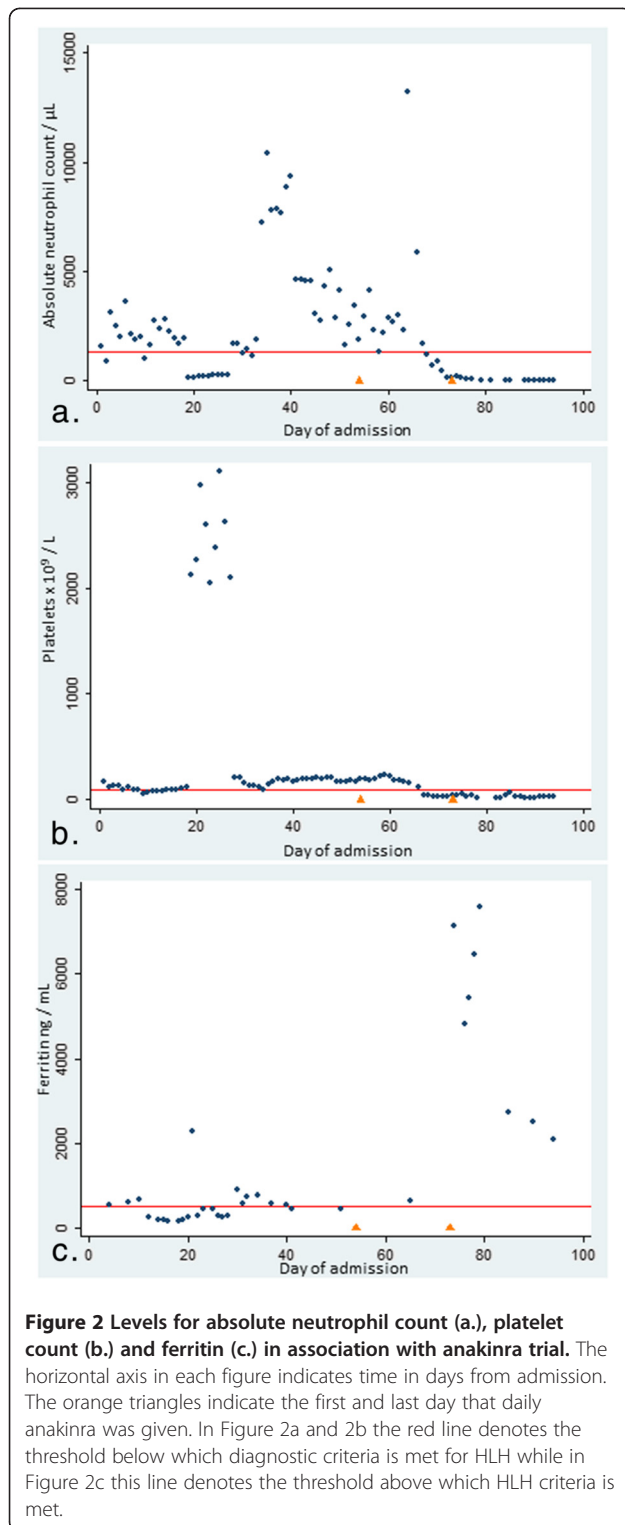 15000
10000
5000
0
Absolute neutrophil count / µL
a.
0 20 40 60 80 100
Day of admission
3000
2000
1000
0
Platelets x 10^9 / L
b.
0 20 40 60 80 100
Day of admission
8000
6000
4000
2000
0
Ferritin ng / mL
c.
0 20 40 60 80 100
Day of admission
Figure 2 Levels for absolute neutrophil count (a.), platelet
count (b.) and ferritin (c.) in association with anakinra trial. The
horizontal axis in each figure indicates time in days from admission.
The orange triangles indicate the first and last day that daily
anakinra was given. In Figure 2a and 2b the red line denotes the
threshold below which diagnostic criteria is met for HLH while in
Figure 2c this line denotes the threshold above which HLH criteria is
met.